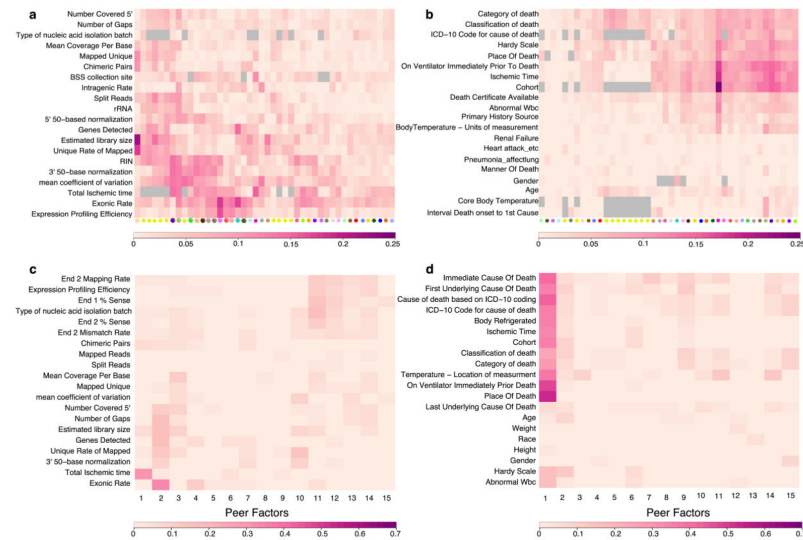 a
Number Covered 5'
Number of Gaps
Type of nucleic acid isolation batch
Mean Coverage Per Base
Mapped Unique
Chimeric Pairs
BSS collection site
Intragenic Rate
Split Reads
rRNA
5' 50-based normalization
Genes Detected
Estimated library size
Unique Rate of Mapped
RIN
3' 50-base normalization
mean coefficient of variation
Total Ischemic time
Exonic Rate
Expression Profiling Efficiency
0 0.05 0.1 0.15 0.2 0.25
b
Category of death
Classification of death
ICD-10 Code for cause of death
Hardy Scale
Place Of Death
On Ventilator Immediately Prior To Death
Ischemic Time
Cohort
Death Certificate Available
Abnormal Wbc
Primary History Source
BodyTemperature – Units of measurement
Renal Failure
Heart attack_etc
Pneumonia_affectIung
Manner Of Death
Gender
Age
Core Body Temperature
Interval Death onset to 1st Cause
0 0.05 0.1 0.15 0.2 0.25
c
End 2 Mapping Rate
Expression Profiling Efficiency
End 1 % Sense
Type of nucleic acid isolation batch
End 2 % Sense
End 2 Mismatch Rate
Chimeric Pairs
Mapped Reads
Split Reads
Mean Coverage Per Base
Mapped Unique
mean coefficient of variation
Number Covered 5'
Number of Gaps
Estimated library size
Genes Detected
Unique Rate of Mapped
3' 50-base normalization
Total Ischemic time
Exonic Rate
1 2 3 4 5 6 7 8 9 10 11 12 13 14 15
Peer Factors
0 0.1 0.2 0.3 0.4 0.5 0.6 0.7
d
Immediate Cause Of Death
First Underlying Cause Of Death
Cause of death based on ICD-10 coding
ICD-10 Code for cause of death
Body Refrigerated
Ischemic Time
Cohort
Classification of death
Category of death
Temperature – Location of measurment
On Ventilator Immediately Prior Death
Place Of Death
Last Underlying Cause Of Death
Age
Weight
Race
Height
Gender
Hardy Scale
Abnormal Wbc
1 2 3 4 5 6 7 8 9 10 11 12 13 14 15
Peer Factors
0 0.1 0.2 0.3 0.4 0.5 0.6 0.